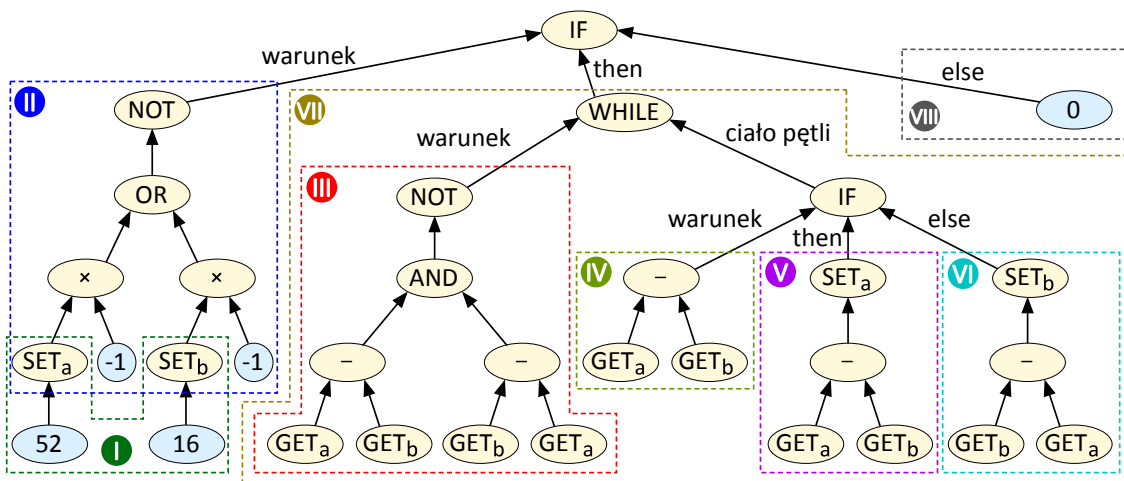 IF
warunek
then
else
II
NOT
VII
WHILE
VIII
0
warunek
ciało pętli
III
NOT
OR
IF
warunek
then
else
×
×
AND
IV
–
V
SETa
VI
SETb
SETa
-1
SETb
-1
–
–
GETa
GETb
–
–
52
I
16
GETa
GETb
GETb
GETa
GETa
GETb
GETb
GETa